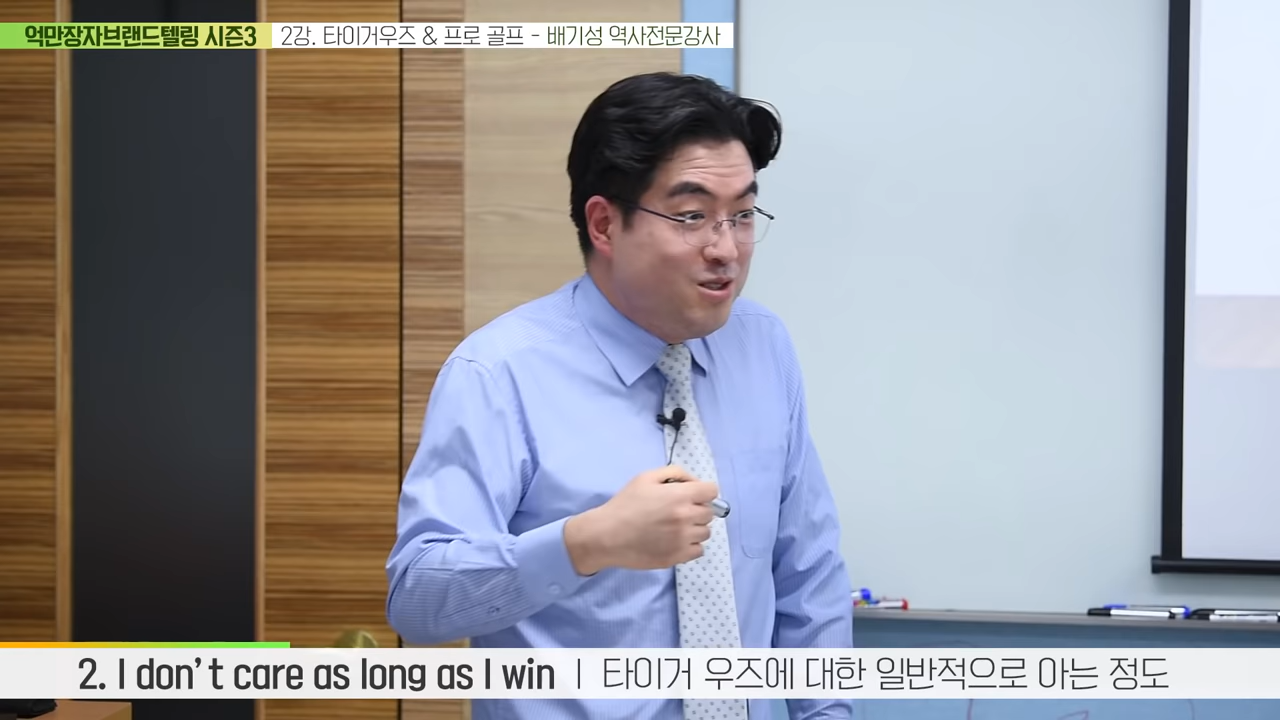 억만장자브랜드텔링 시즌3 2강. 타이거우즈 & 프로 골프 - 배기성 역사전문강사
2. I don't care as long as I win | 타이거 우즈에 대한 일반적으로 아는 정도